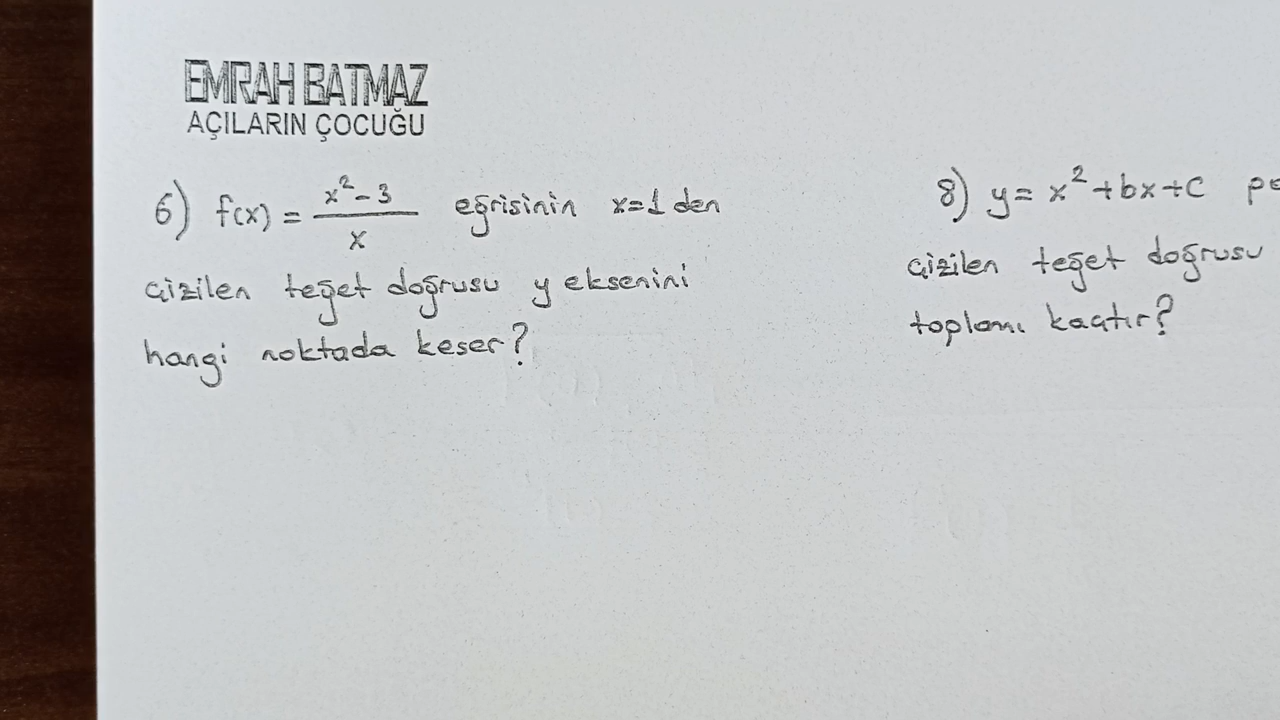 EMRAH BATMAZ
AÇILARIN ÇOCUĞU
6) f(x) = x²-3 / x eğrisinin x=1 den
çizilen teğet doğrusu y eksenini
hangi noktada keser?
8) y= x²+bx+c
çizilen teğet doğrusu
toplamı kaçtır?